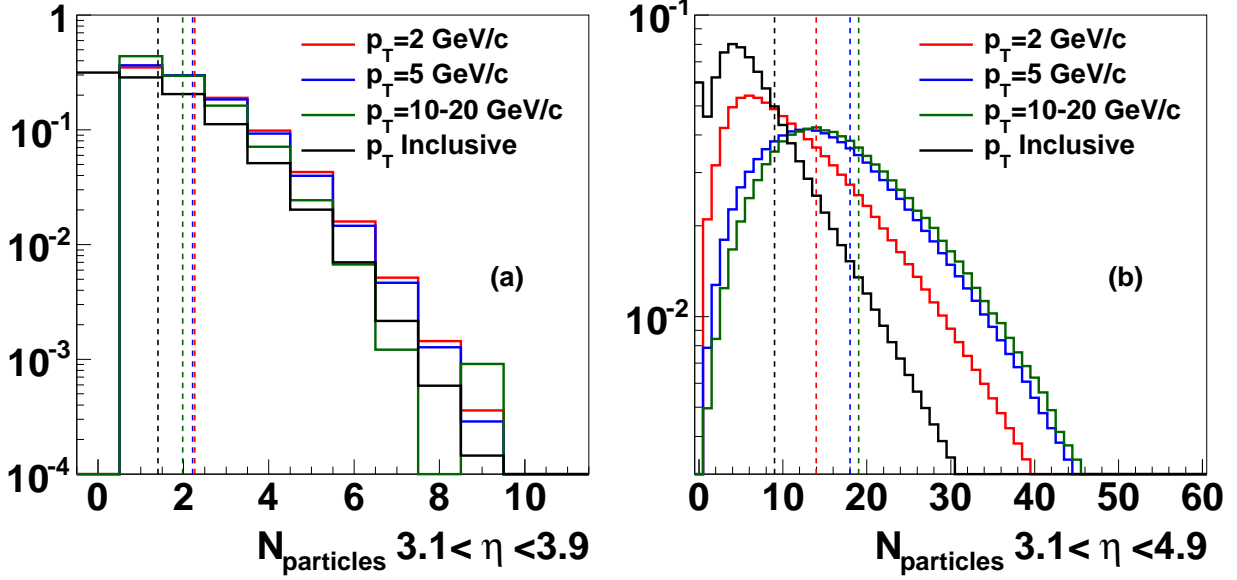 1
10^-1
10^-2
10^-3
10^-4
p_T=2 GeV/c
p_T=5 GeV/c
p_T=10-20 GeV/c
p_T Inclusive
(a)
0 2 4 6 8 10
N_particles 3.1< η <3.9
10^-1
10^-2
p_T=2 GeV/c
p_T=5 GeV/c
p_T=10-20 GeV/c
p_T Inclusive
(b)
0 10 20 30 40 50 60
N_particles 3.1< η <4.9